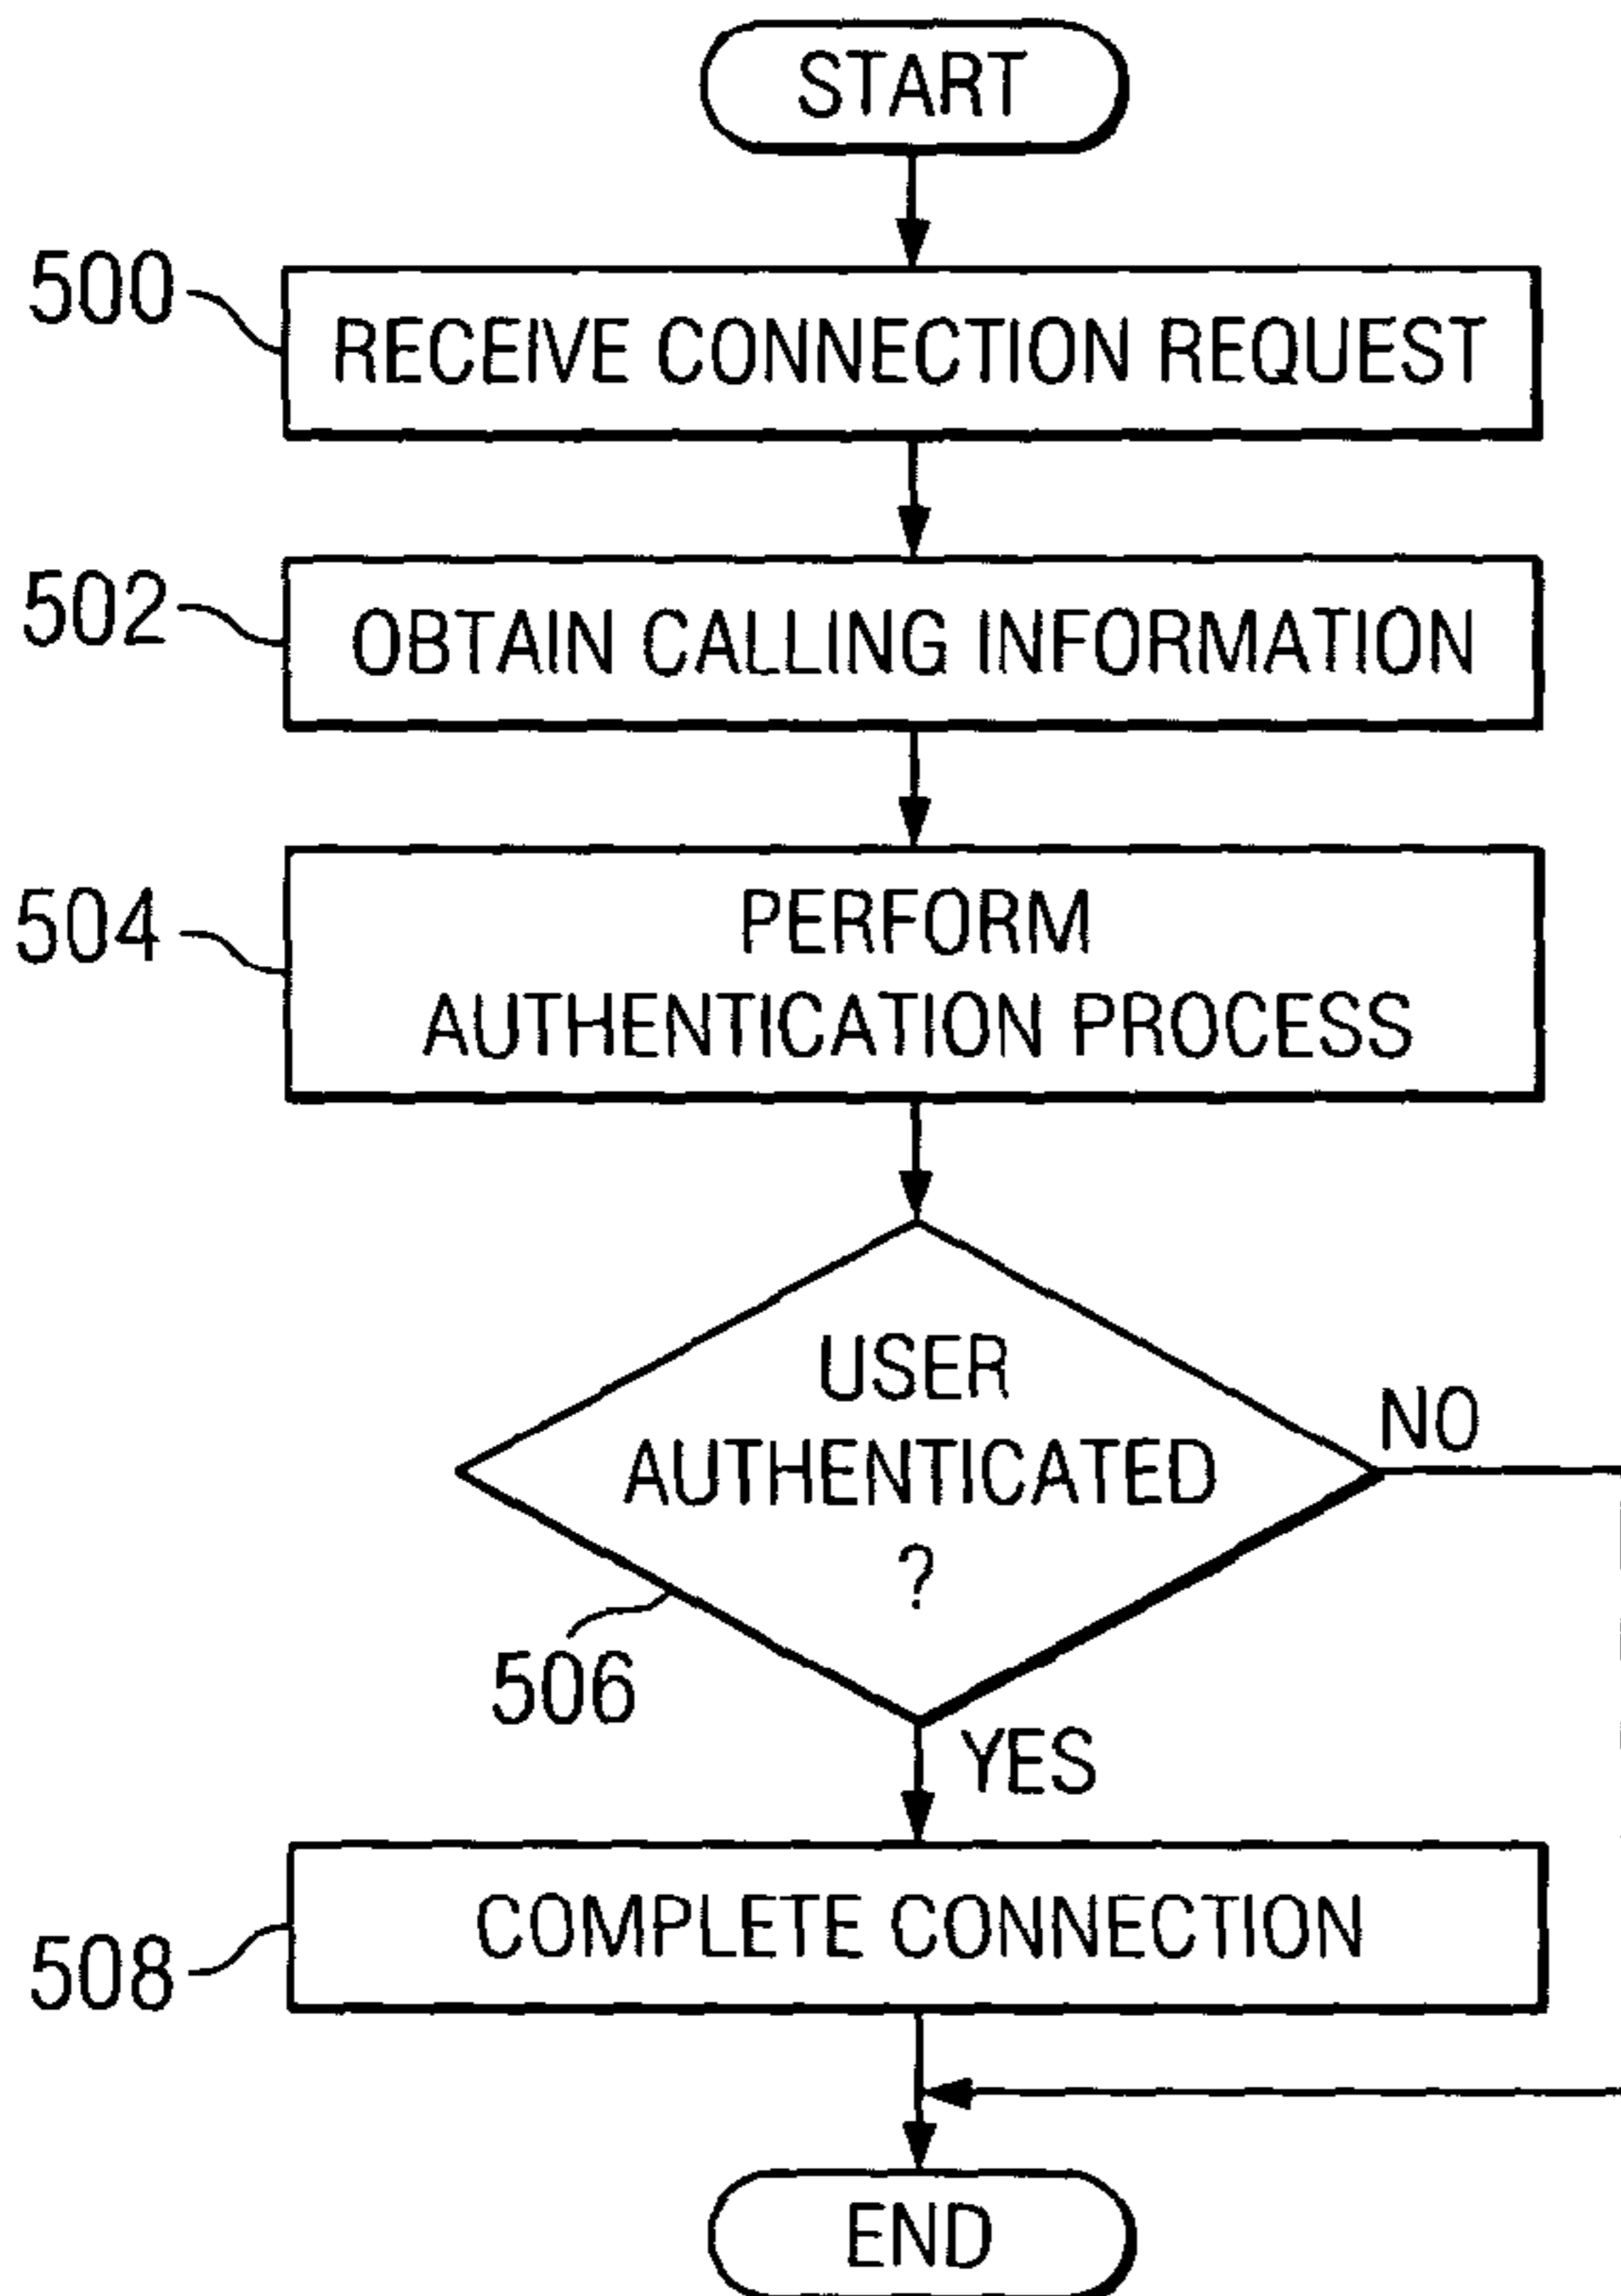 START
500
RECEIVE CONNECTION REQUEST
502
OBTAIN CALLING INFORMATION
504
PERFORM
AUTHENTICATION PROCESS
USER
AUTHENTICATED
?
NO
506
YES
508
COMPLETE CONNECTION
END